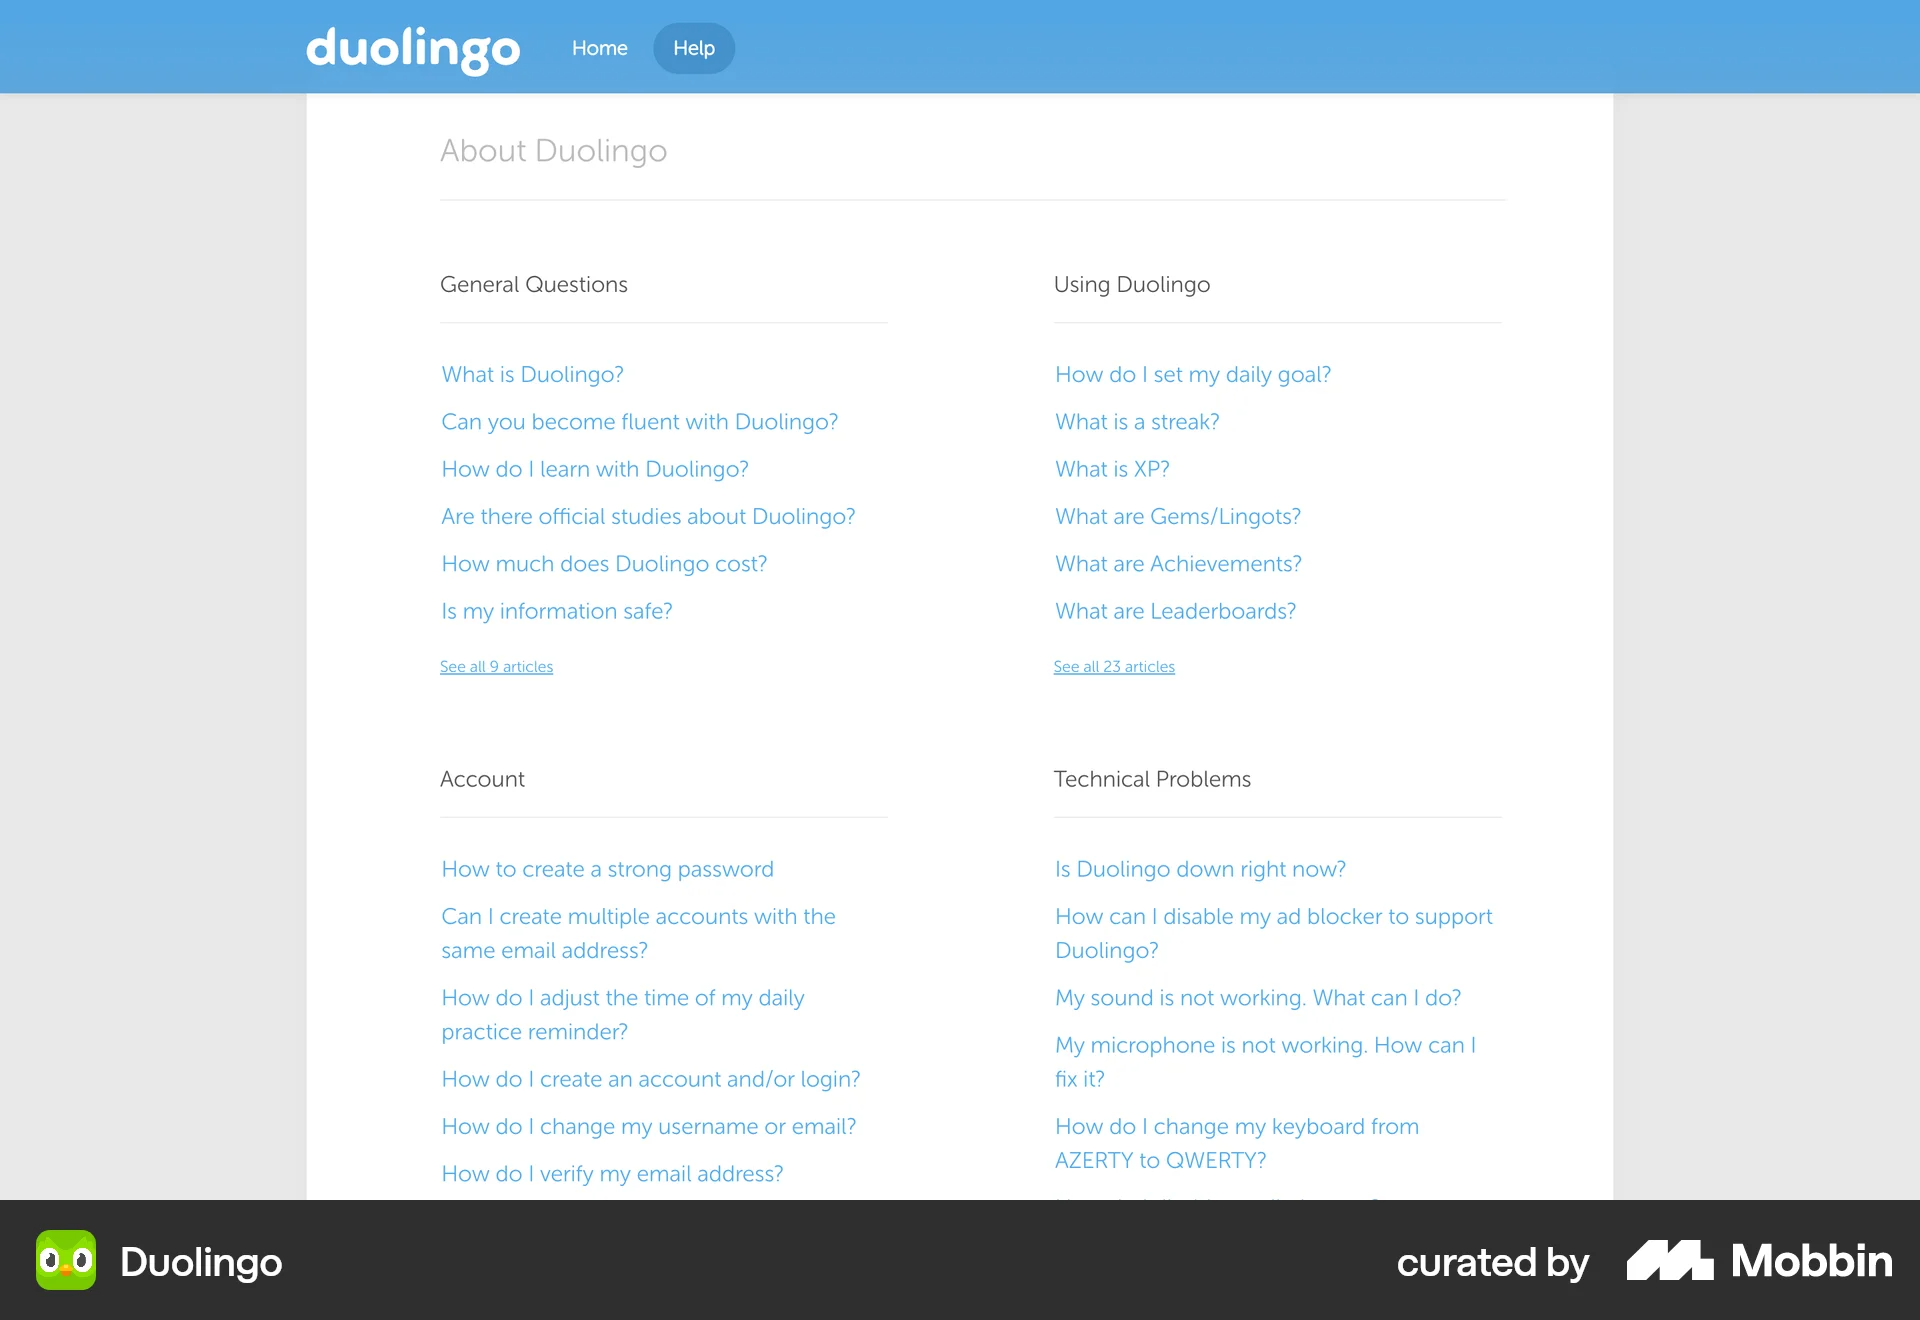 duolingo
Home
Help
About Duolingo
General Questions
What is Duolingo?
Can you become fluent with Duolingo?
How do I learn with Duolingo?
Are there official studies about Duolingo?
How much does Duolingo cost?
Is my information safe?
See all 9 articles
Using Duolingo
How do I set my daily goal?
What is a streak?
What is XP?
What are Gems/Lingots?
What are Achievements?
What are Leaderboards?
See all 23 articles
Account
How to create a strong password
Can I create multiple accounts with the
same email address?
How do I adjust the time of my daily
practice reminder?
How do I create an account and/or login?
How do I change my username or email?
How do I verify my email address?
Technical Problems
Is Duolingo down right now?
How can I disable my ad blocker to support
Duolingo?
My sound is not working. What can I do?
My microphone is not working. How can I
fix it?
How do I change my keyboard from
AZERTY to QWERTY?
Duolingo
curated by
Mobbin